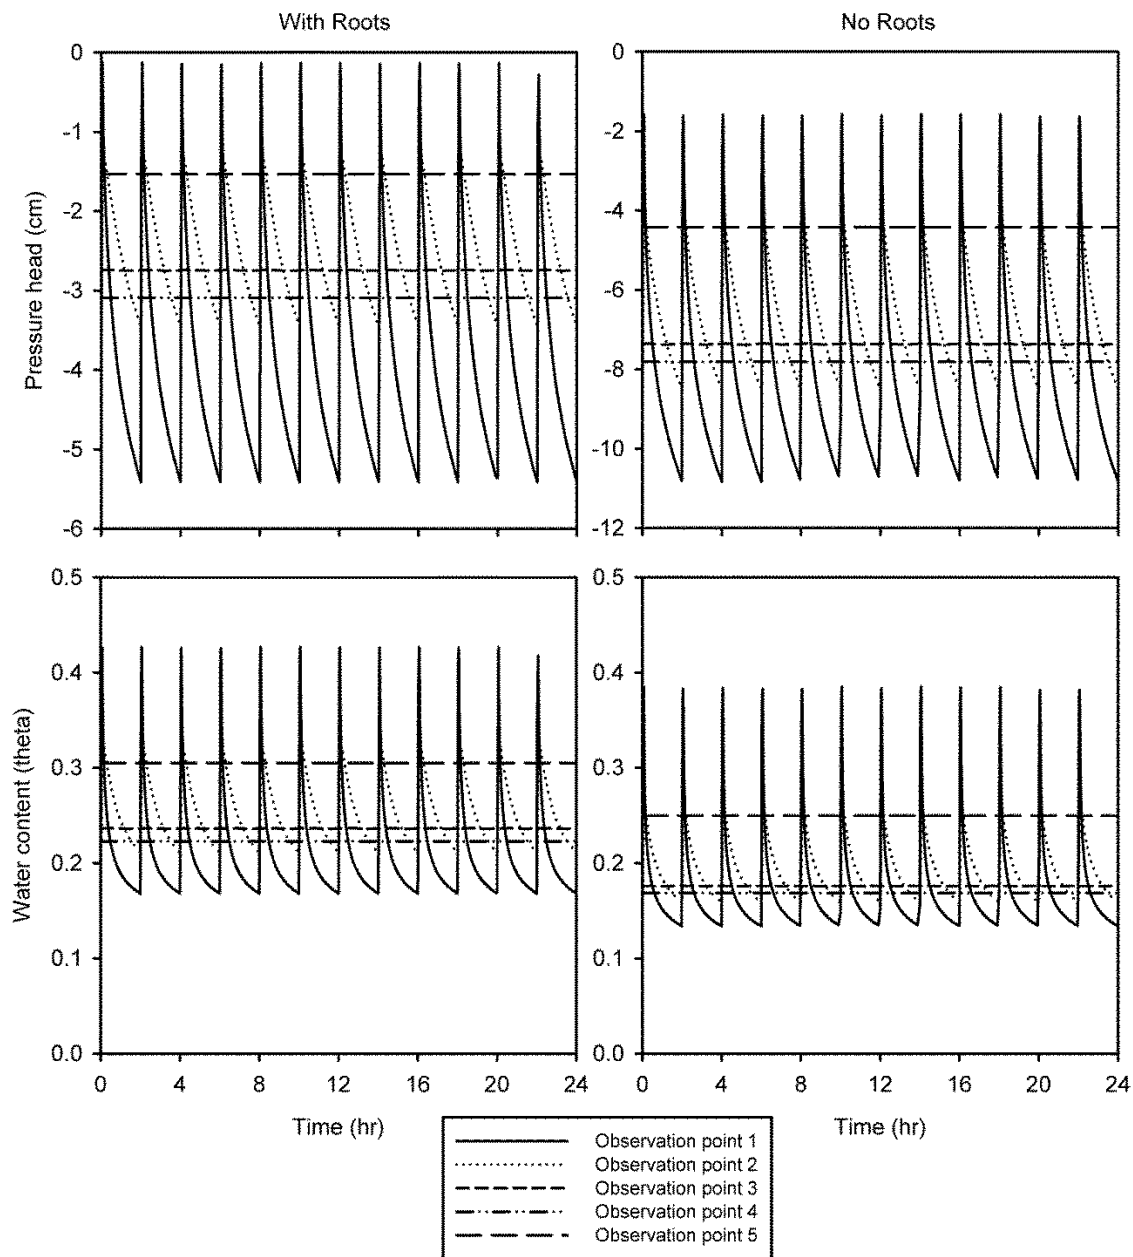 With Roots
No Roots
Pressure head (cm)
0
-1
-2
-3
-4
-5
-6
0
-2
-4
-6
-8
-10
-12
Water content (theta)
0.5
0.4
0.3
0.2
0.1
0.0
0.5
0.4
0.3
0.2
0.1
0.0
0 4 8 12 16 20 24
0 4 8 12 16 20 24
Time (hr)
Time (hr)
Observation point 1
Observation point 2
Observation point 3
Observation point 4
Observation point 5